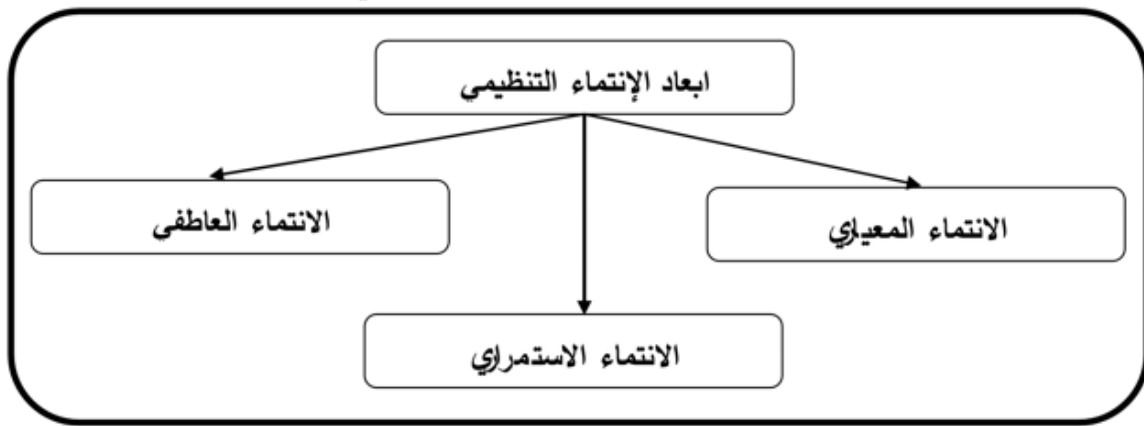 ابعاد الإنتماء التنظيمي
الانتماء المعياري
الانتماء العاطفي
الانتماء الاستمراري